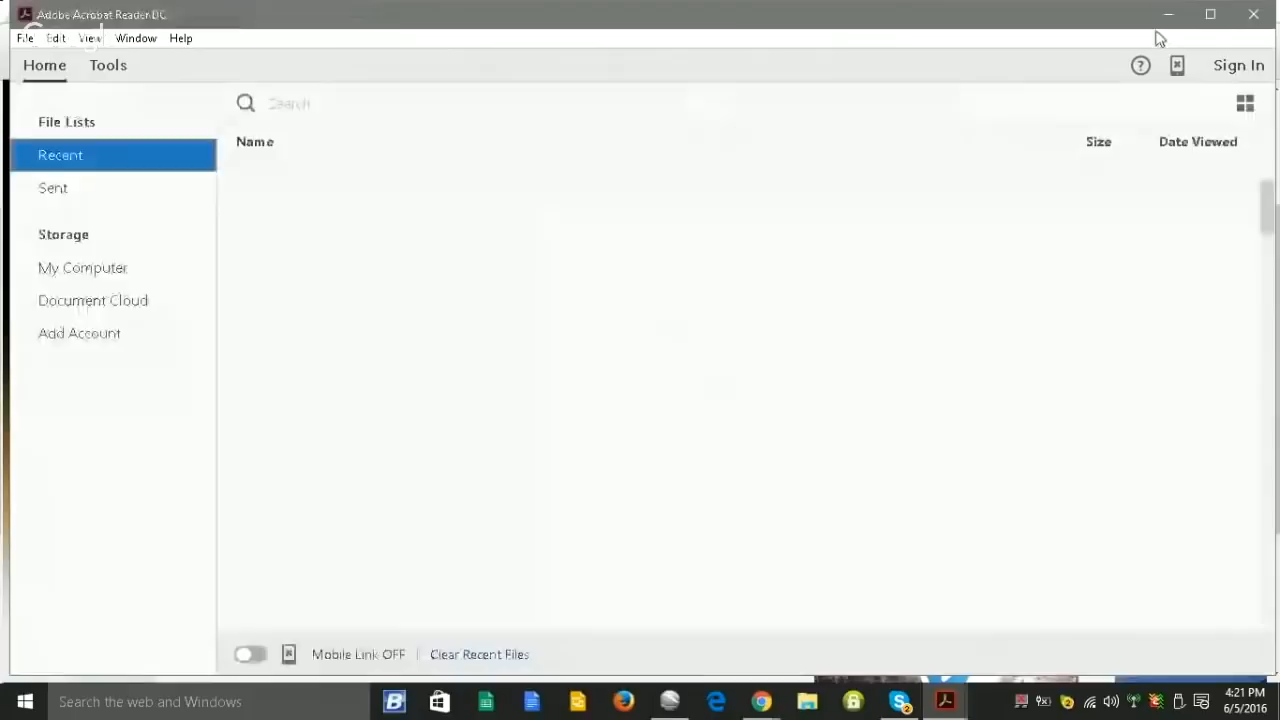 Adobe Acrobat Reader DC
File Edit View Window Help
Home Tools Sign In
Search
File Lists
Name Size Date Viewed
Recent
Sent
Storage
My Computer
Document Cloud
Add Account
Mobile Link OFF Clear Recent Files
Search the web and Windows
4:21 PM
6/5/2016